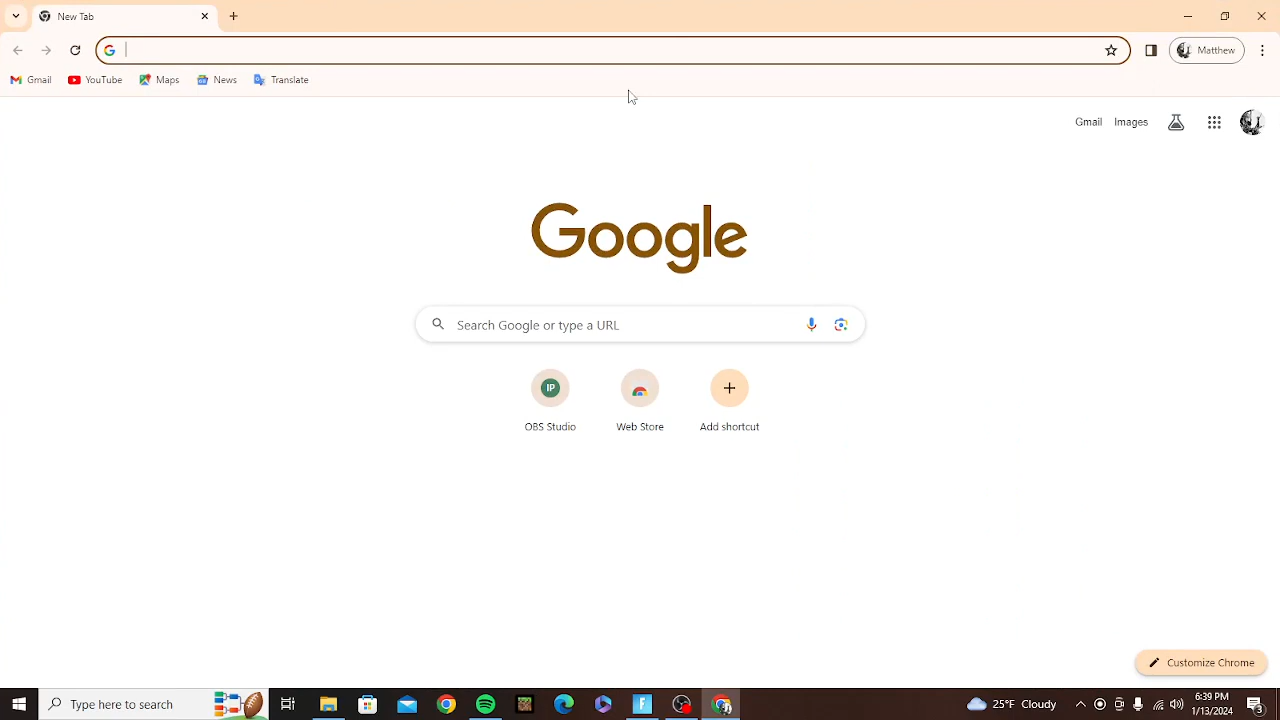 New Tab
Matthew
Gmail YouTube Maps News Translate
Gmail Images
Google
Search Google or type a URL
IP
OBS Studio Web Store Add shortcut
Customize Chrome
Type here to search
25°F Cloudy
6:39 PM
1/13/2024